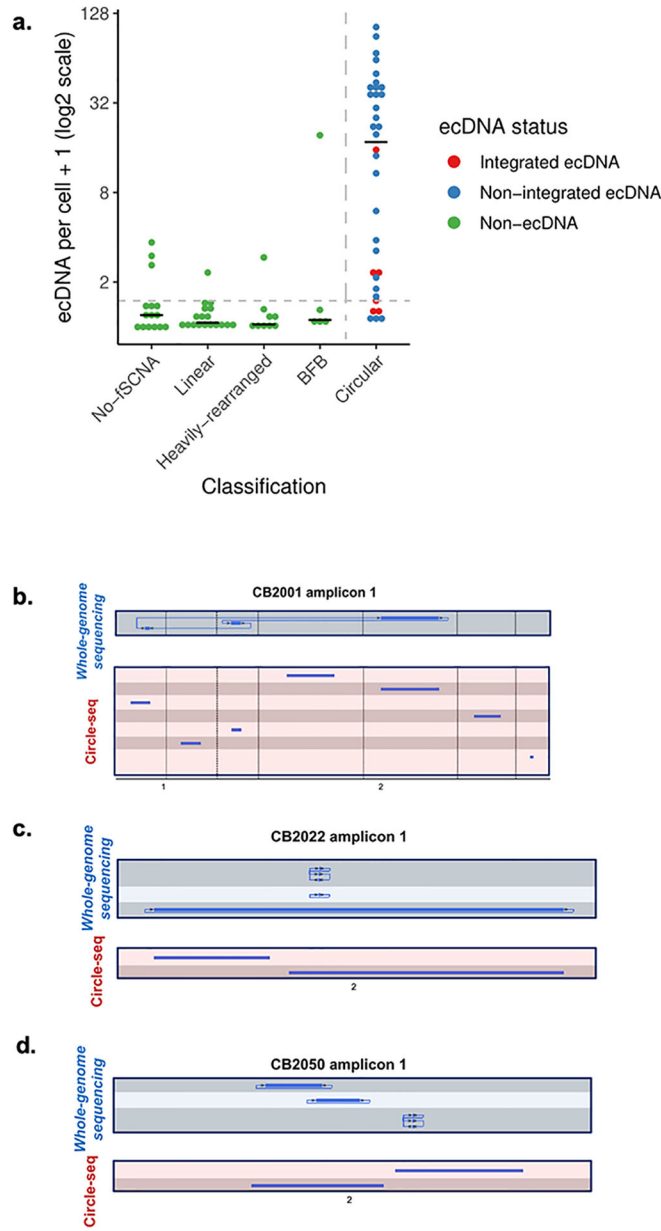 a.
128
32
8
2
ecDNA per cell + 1 (log2 scale)
No-fSCNA
Linear
Heavily-rearranged
BFB
Circular
Classification
ecDNA status
Integrated ecDNA
Non-integrated ecDNA
Non-ecDNA
b.
CB2001 amplicon 1
Whole-genome
sequencing
Circle-seq
1
2
c.
CB2022 amplicon 1
Whole-genome
sequencing
Circle-seq
2
d.
CB2050 amplicon 1
Whole-genome
sequencing
Circle-seq
2